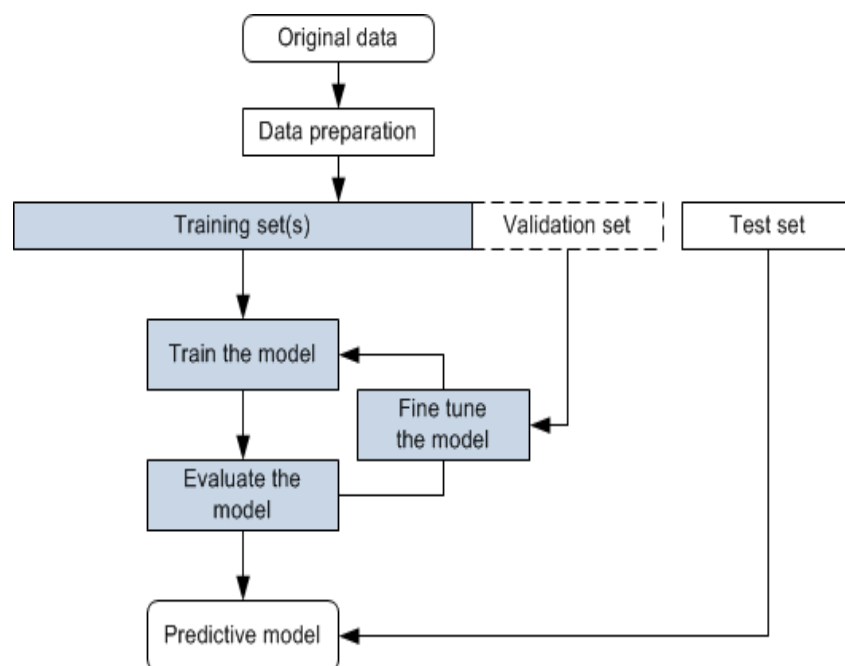 Original data
Data preparation
Training set(s)
Validation set
Test set
Train the model
Fine tune
the model
Evaluate the
model
Predictive model